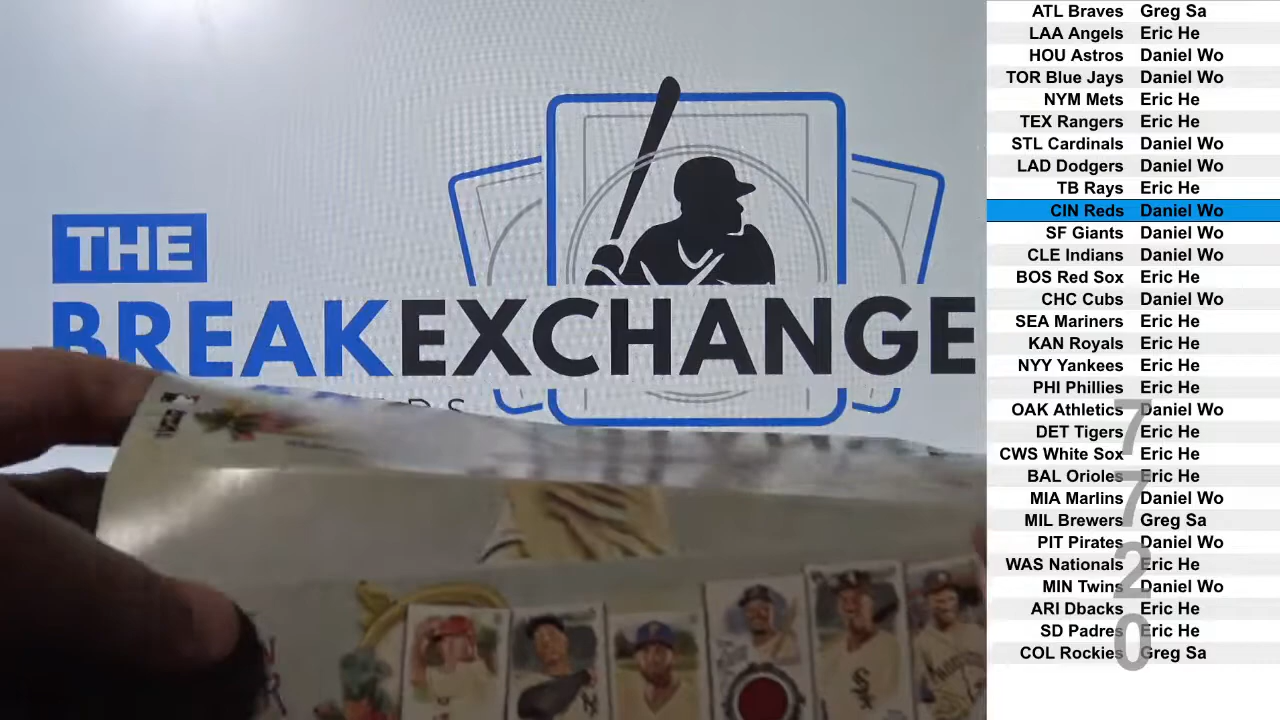 THE
BREAKEXCHANGE
ATL Braves Greg Sa
LAA Angels Eric He
HOU Astros Daniel Wo
TOR Blue Jays Daniel Wo
NYM Mets Eric He
TEX Rangers Eric He
STL Cardinals Daniel Wo
LAD Dodgers Daniel Wo
TB Rays Eric He
CIN Reds Daniel Wo
SF Giants Daniel Wo
CLE Indians Daniel Wo
BOS Red Sox Eric He
CHC Cubs Daniel Wo
SEA Mariners Eric He
KAN Royals Eric He
NYY Yankees Eric He
PHI Phillies Eric He
OAK Athletics Daniel Wo
DET Tigers Eric He
CWS White Sox Eric He
BAL Orioles Eric He
MIA Marlins Daniel Wo
MIL Brewers Greg Sa
PIT Pirates Daniel Wo
WAS Nationals Eric He
MIN Twins Daniel Wo
ARI Dbacks Eric He
SD Padres Eric He
COL Rockies Greg Sa
7
7
2
0